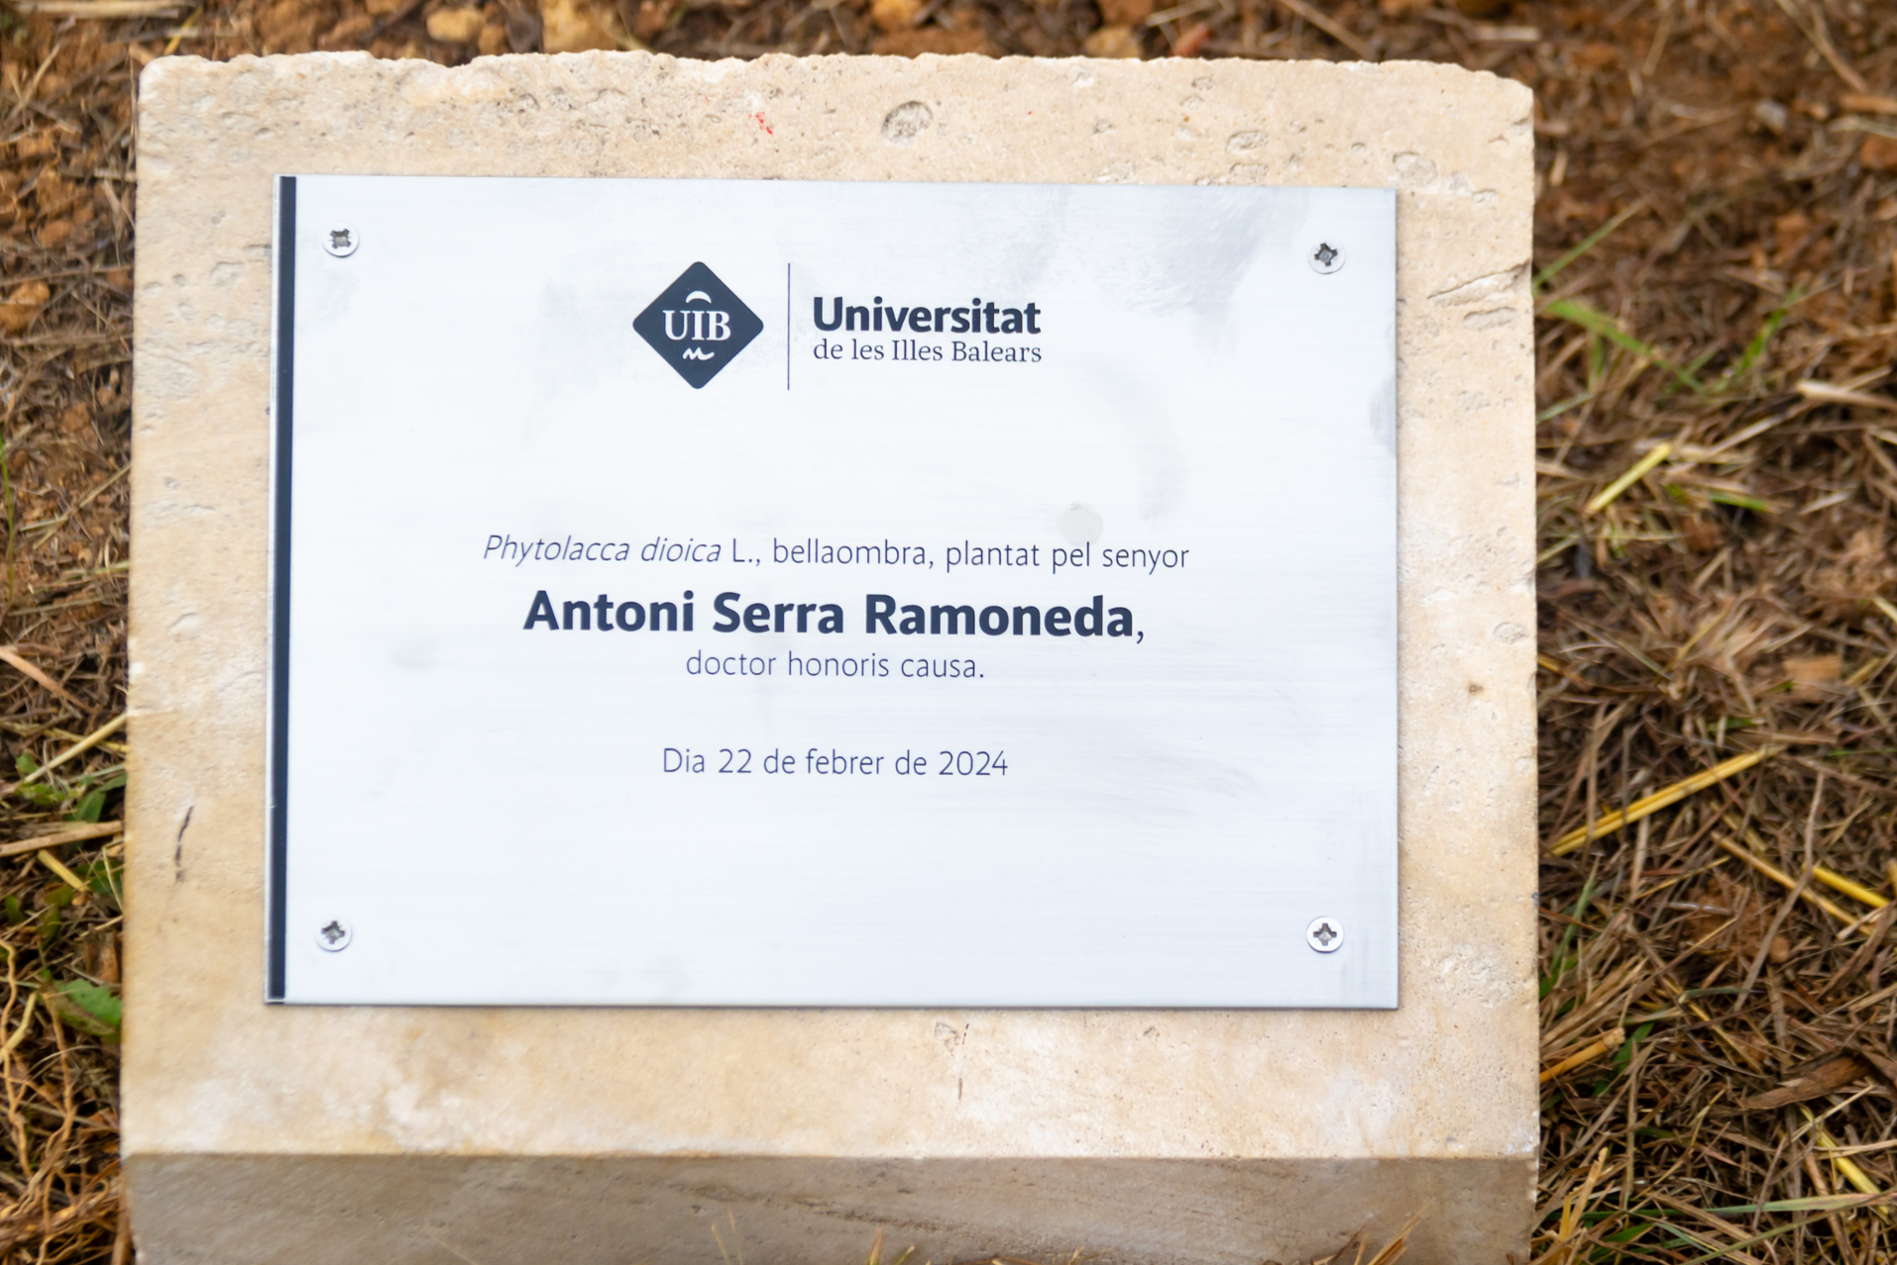 UIB
Universitat
de les Illes Balears
Phytolacca dioica L., bellaombra, plantat pel senyor
Antoni Serra Ramoneda,
doctor honoris causa.
Dia 22 de febrer de 2024